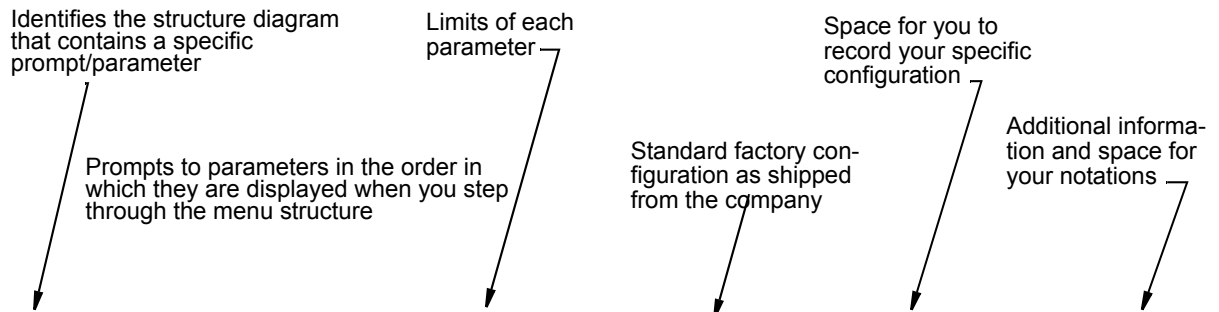 Identifies the structure diagram
that contains a specific
prompt/parameter
Limits of each
parameter
Space for you to
record your specific
configuration
Prompts to parameters in the order in
which they are displayed when you step
through the menu structure
Standard factory con-
figuration as shipped
from the company
Additional informa-
tion and space for
your notations